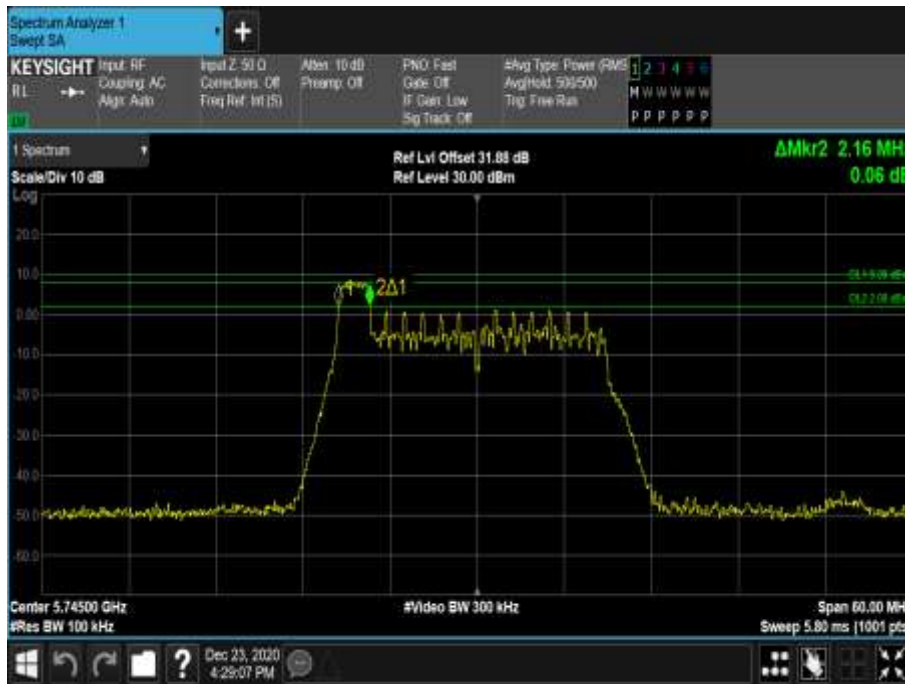 Spectrum Analyzer 1
Swept SA
+
KEYSIGHT
Input: RF
Input Z: 50 Ω
Atten: 10 dB
PNO: Fast
#Avg Type: Power (RMS
1 2 3 4 5 6
RL
Coupling: AC
Corrections: Off
Preamp: Off
Gate: Off
Avg|Hold: 500/500
M W W W W W
Align: Auto
Freq Ref: Int (S)
IF Gain: Low
Trig: Free Run
Sig Track: Off
P P P P P P
1 Spectrum
Ref Lvl Offset 31.88 dB
ΔMkr2 2.16 MH
Scale/Div 10 dB
Ref Level 30.00 dBm
0.06 d
Log
20.0
10.0
2Δ1
0.00
-10.0
-20.0
-30.0
-40.0
-50.0
-60.0
Center 5.74500 GHz
#Video BW 300 kHz
Span 60.00 MH
#Res BW 100 kHz
Sweep 5.80 ms (1001 pts
?
Dec 23, 2020
4:29:07 PM